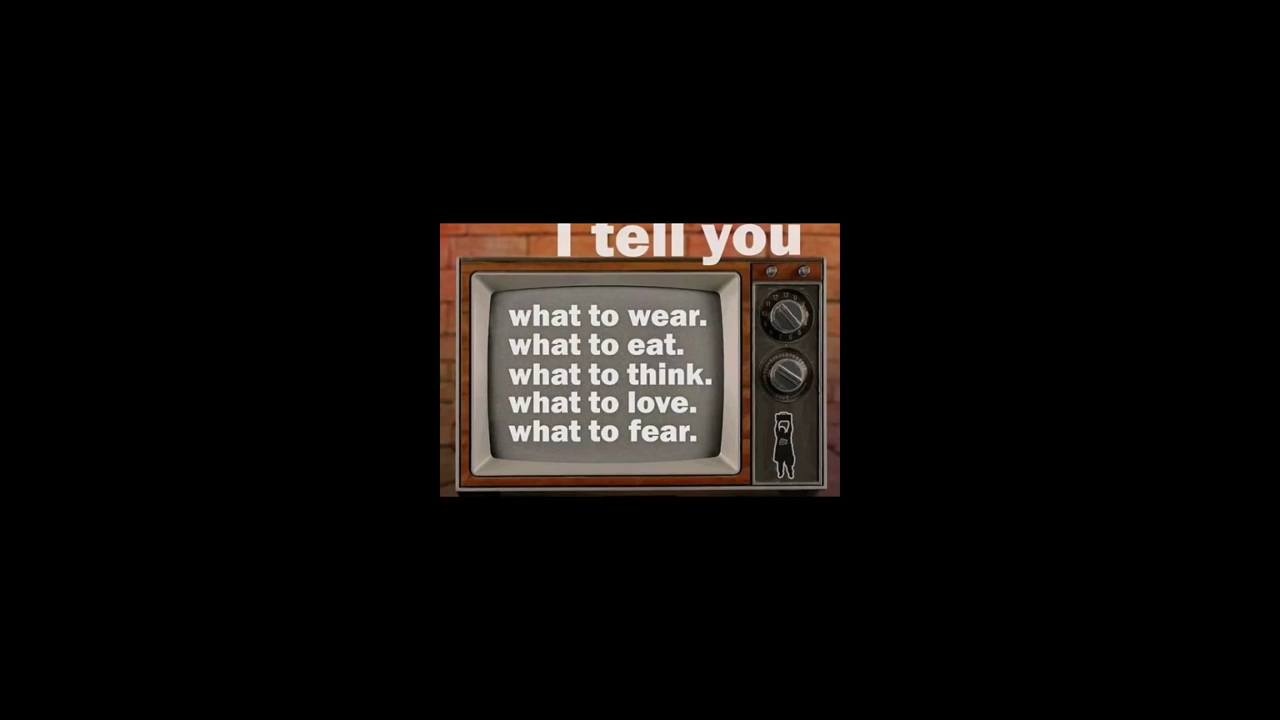 I tell you
what to wear.
what to eat.
what to think.
what to love.
what to fear.